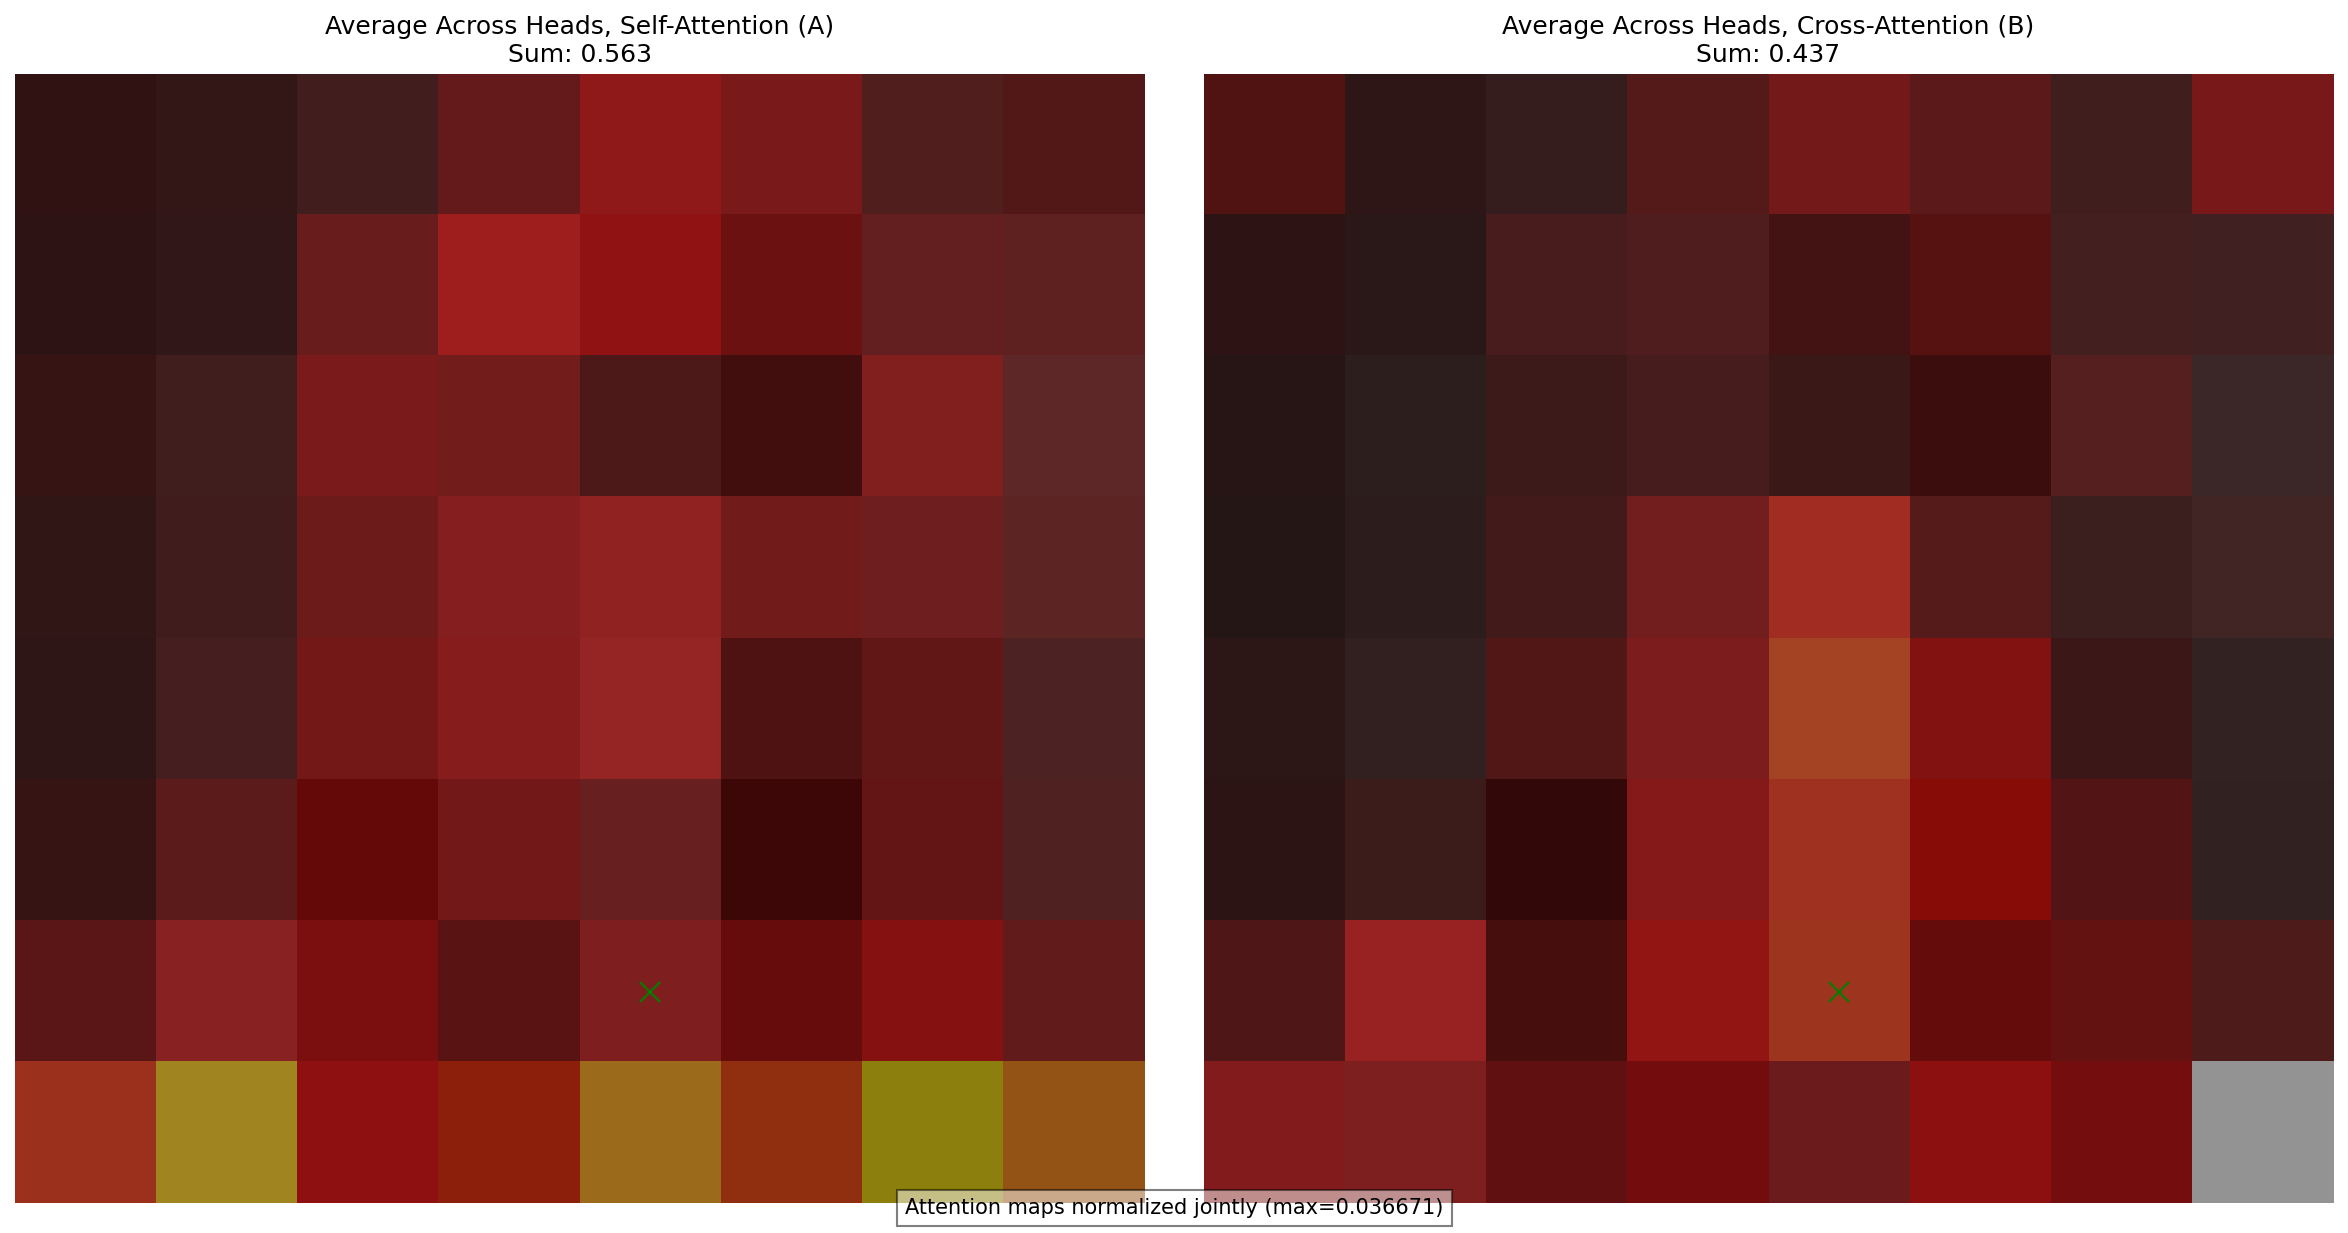 Average Across Heads, Self-Attention (A)
Sum: 0.563
Average Across Heads, Cross-Attention (B)
Sum: 0.437
Attention maps normalized jointly (max=0.036671)